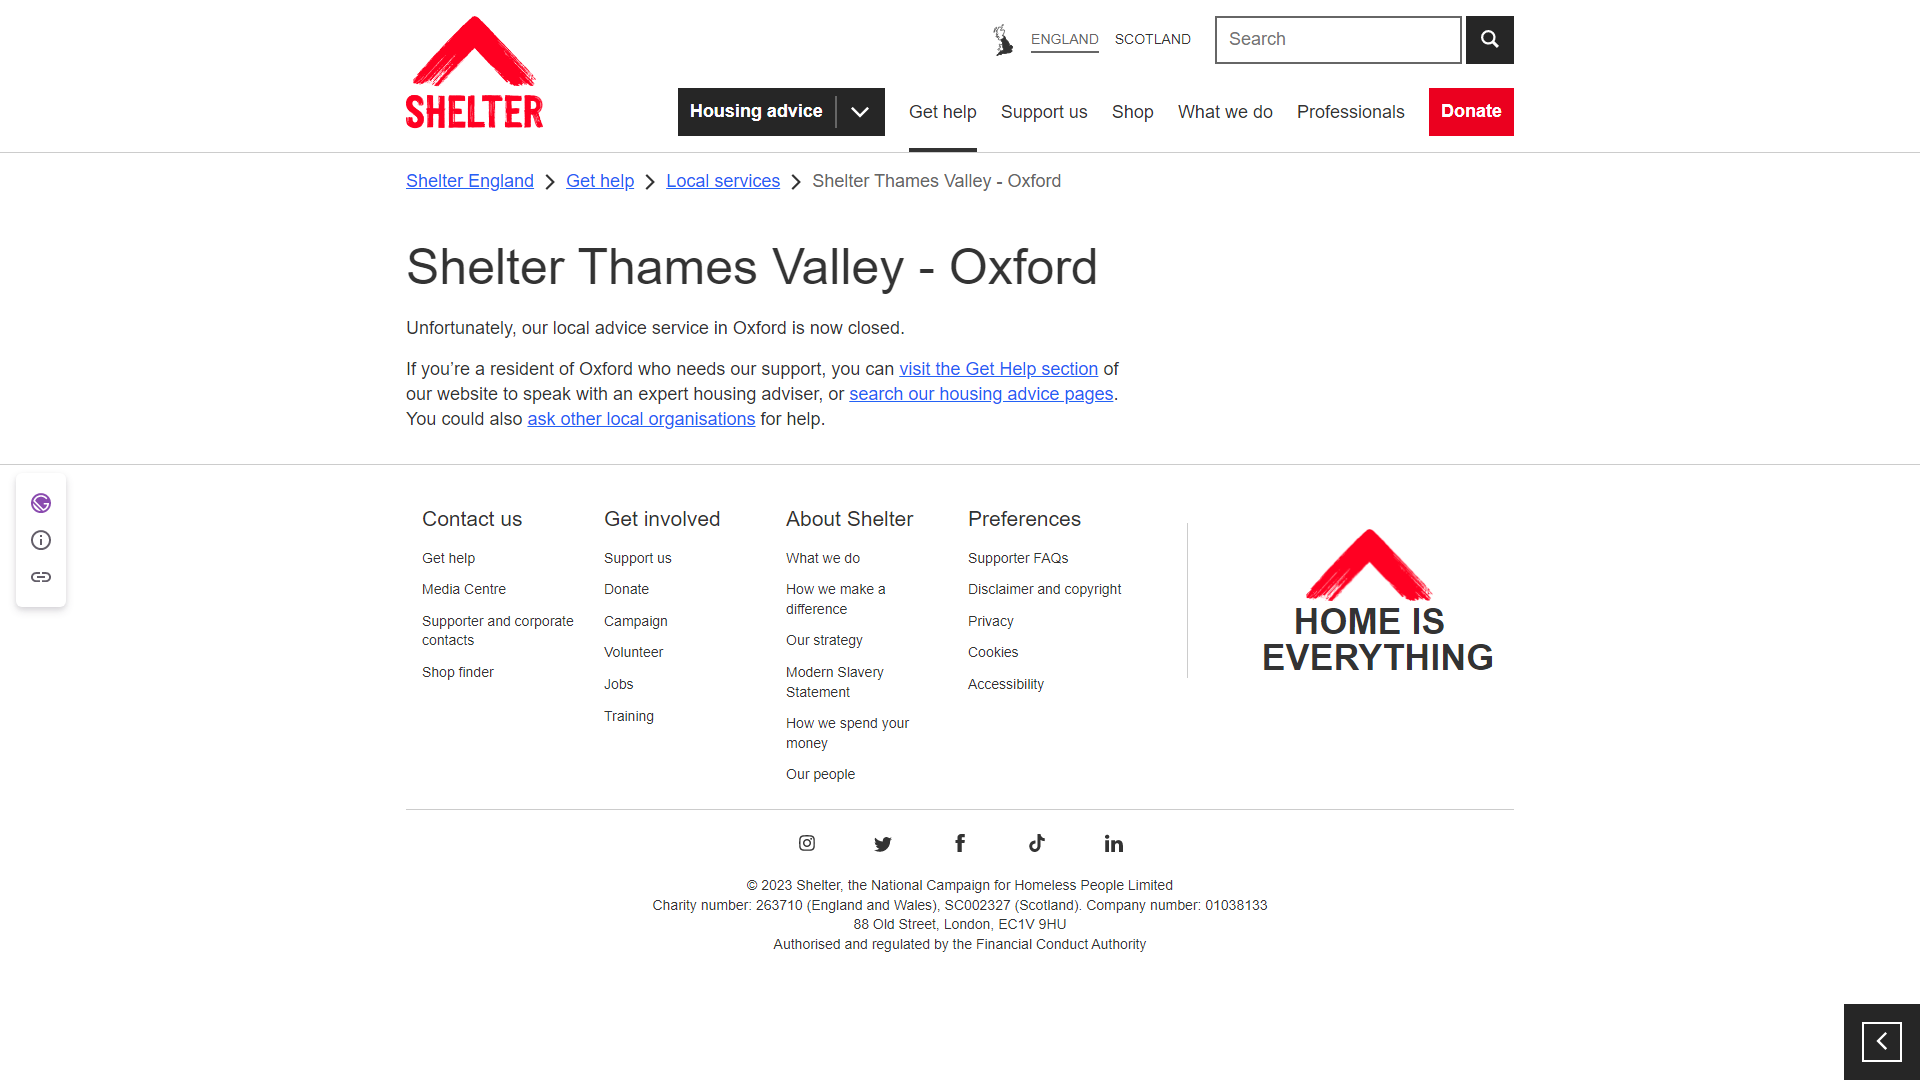 SHELTER
ENGLAND
SCOTLAND
Search
Housing advice
Get help
Support us
Shop
What we do
Professionals
Donate
Shelter England
Get help
Local services
Shelter Thames Valley - Oxford
Shelter Thames Valley - Oxford
Unfortunately, our local advice service in Oxford is now closed.
If you’re a resident of Oxford who needs our support, you can visit the Get Help section of
our website to speak with an expert housing adviser, or search our housing advice pages.
You could also ask other local organisations for help.
Contact us
Get help
Media Centre
Supporter and corporate
contacts
Shop finder
Get involved
Support us
Donate
Campaign
Volunteer
Jobs
Training
About Shelter
What we do
How we make a
difference
Our strategy
Modern Slavery
Statement
How we spend your
money
Our people
Preferences
Supporter FAQs
Disclaimer and copyright
Privacy
Cookies
Accessibility
HOME IS
EVERYTHING
© 2023 Shelter, the National Campaign for Homeless People Limited
Charity number: 263710 (England and Wales), SC002327 (Scotland). Company number: 01038133
88 Old Street, London, EC1V 9HU
Authorised and regulated by the Financial Conduct Authority